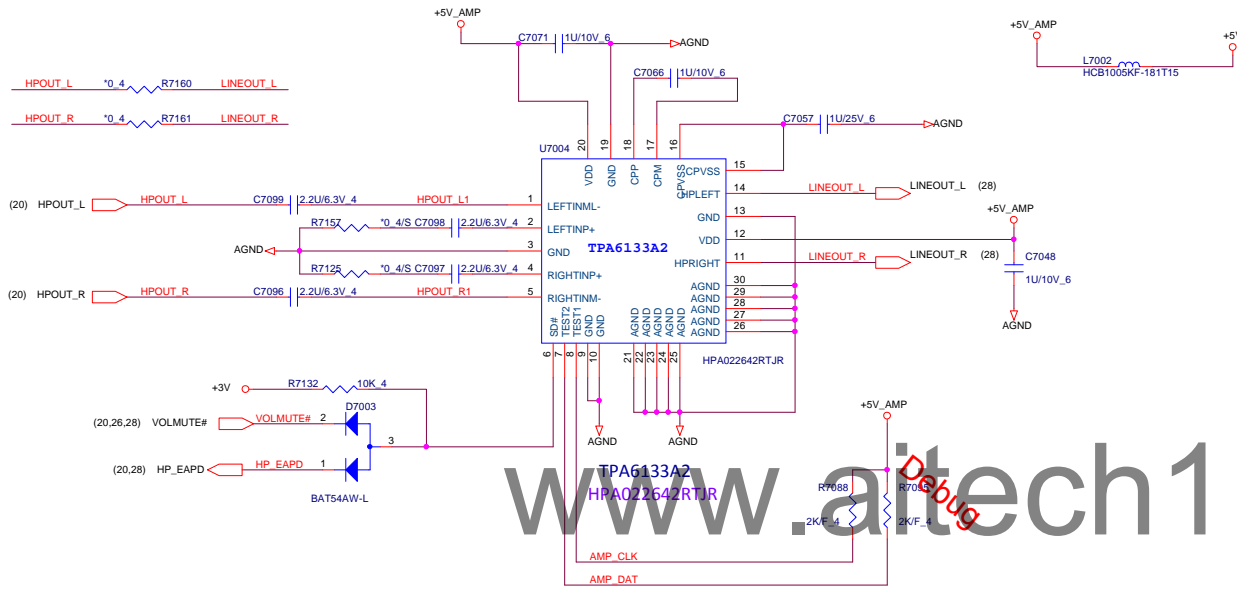 +5V_AMP
C7071 1U/10V_6
AGND
+5V_AMP
L7002
HCB1005KF-181T15
HPOUT_L *0_4 R7160 LINEOUT_L
HPOUT_R *0_4 R7161 LINEOUT_R
C7066 1U/10V_6
C7057 1U/25V_6
AGND
U7004
20 19 18 17 16
VDD GND CPP CPM CPVSS
CPVSS 15
HPLEFT 14 LINEOUT_L LINEOUT_L (28)
GND 13
VDD 12
HPRIGHT 11 LINEOUT_R LINEOUT_R (28)
+5V_AMP
C7048
1U/10V_6
AGND
(20) HPOUT_L HPOUT_L C7099 2.2U/6.3V_4 HPOUT_L1 1 LEFTINML-
R7157 *0_4/S C7098 2.2U/6.3V_4 2 LEFTINP+
AGND 3 GND
TPA6133A2
R7125 *0_4/S C7097 2.2U/6.3V_4 4 RIGHTINP+
(20) HPOUT_R HPOUT_R C7096 2.2U/6.3V_4 HPOUT_R1 5 RIGHTINM-
AGND 30
AGND 29
AGND 28
AGND 27
AGND 26
SD# TEST2 TEST1 GND GND
6 7 8 9 10
AGND AGND AGND AGND AGND
21 22 23 24 25
HPA022642RTJR
+3V R7132 10K_4
D7003
(20,26,28) VOLMUTE# VOLMUTE# 2
3
(20,28) HP_EAPD HP_EAPD 1
BAT54AW-L
AGND
AGND
TPA6133A2
HPA022642RTJR
+5V_AMP
R7088
2K/F_4
2K/F_4
Debug
AMP_CLK
AMP_DAT
www.aitech1